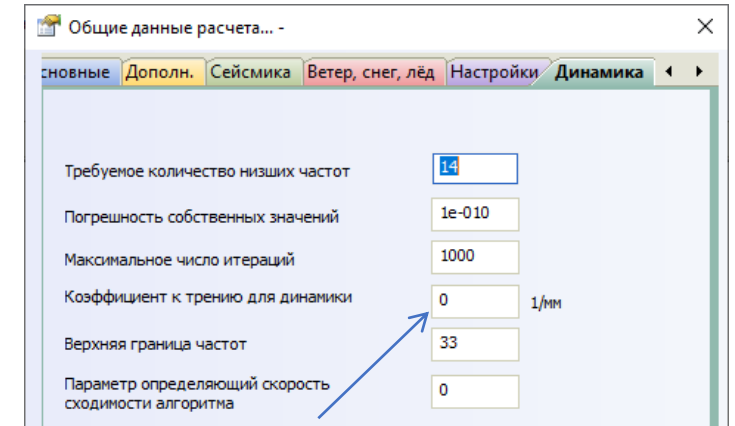 Общие данные расчета... -
сновные Дополн. Сейсмика Ветер, снег, лёд Настройки Динамика
Требуемое количество низших частот 14
Погрешность собственных значений 1e-010
Максимальное число итераций 1000
Коэффициент к трению для динамики 0 1/мм
Верхняя граница частот 33
Параметр определяющий скорость
сходимости алгоритма 0